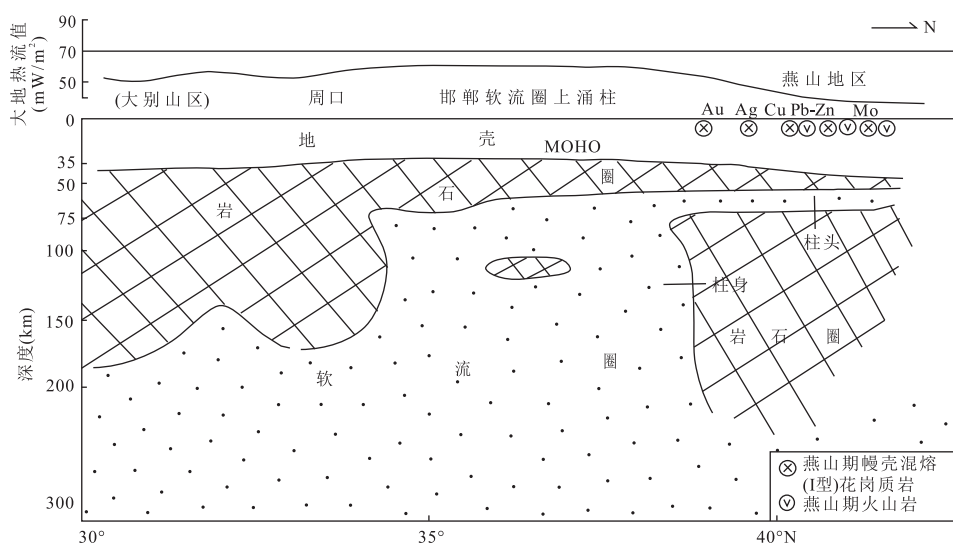 大地热流值
(mW/m²)
90
70
50
N
(大别山区)
周口
邯郸软流圈上涌柱
燕山地区
Au Ag Cu Pb-Zn Mo
0
35
50
75
100
150
200
300
深度(km)
地 壳
MOHO
岩 石 圈
柱头
柱身
岩 石 圈
软 流 圈
燕山期幔壳混熔
(I型)花岗质岩
燕山期火山岩
30° 35° 40°N